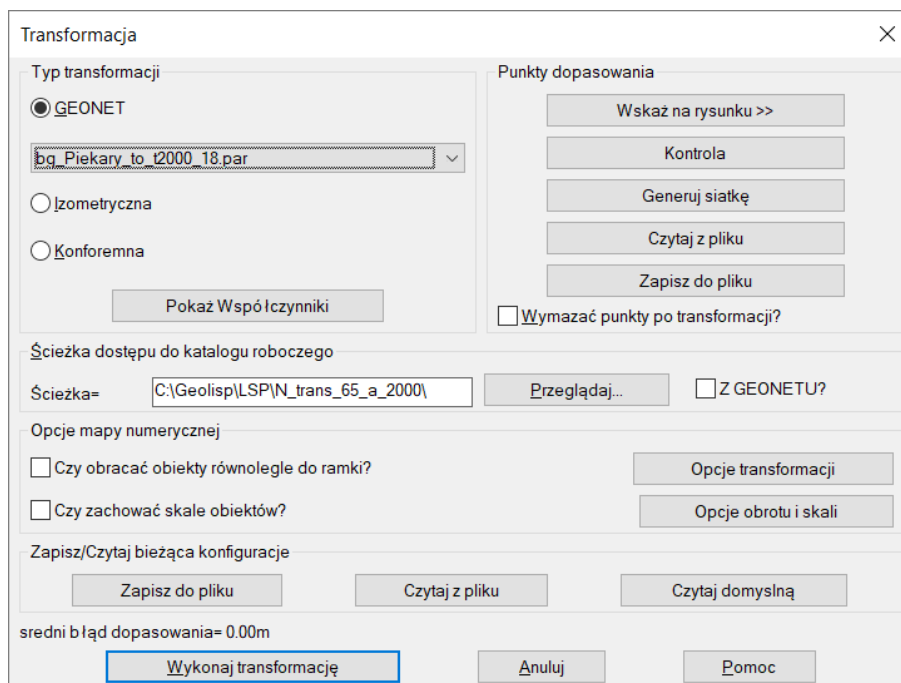 Transformacja
Typ transformacji
GEONET
bg_Piekary_to_t2000_18.par
Izometryczna
Konforemna
Pokaż Współczynniki
Punkty dopasowania
Wskaż na rysunku >>
Kontrola
Generuj siatkę
Czytaj z pliku
Zapisz do pliku
Wymazać punkty po transformacji?
Ścieżka dostępu do katalogu roboczego
Ścieżka= C:\Geolisp\LSP\N_trans_65_a_2000\ Przeglądaj... Z GEONETU?
Opcje mapy numerycznej
Czy obracać obiekty równolegle do ramki? Opcje transformacji
Czy zachować skale obiektów? Opcje obrotu i skali
Zapisz/Czytaj bieżąca konfiguracje
Zapisz do pliku Czytaj z pliku Czytaj domyslną
sredni błąd dopasowania= 0.00m
Wykonaj transformację Anuluj Pomoc